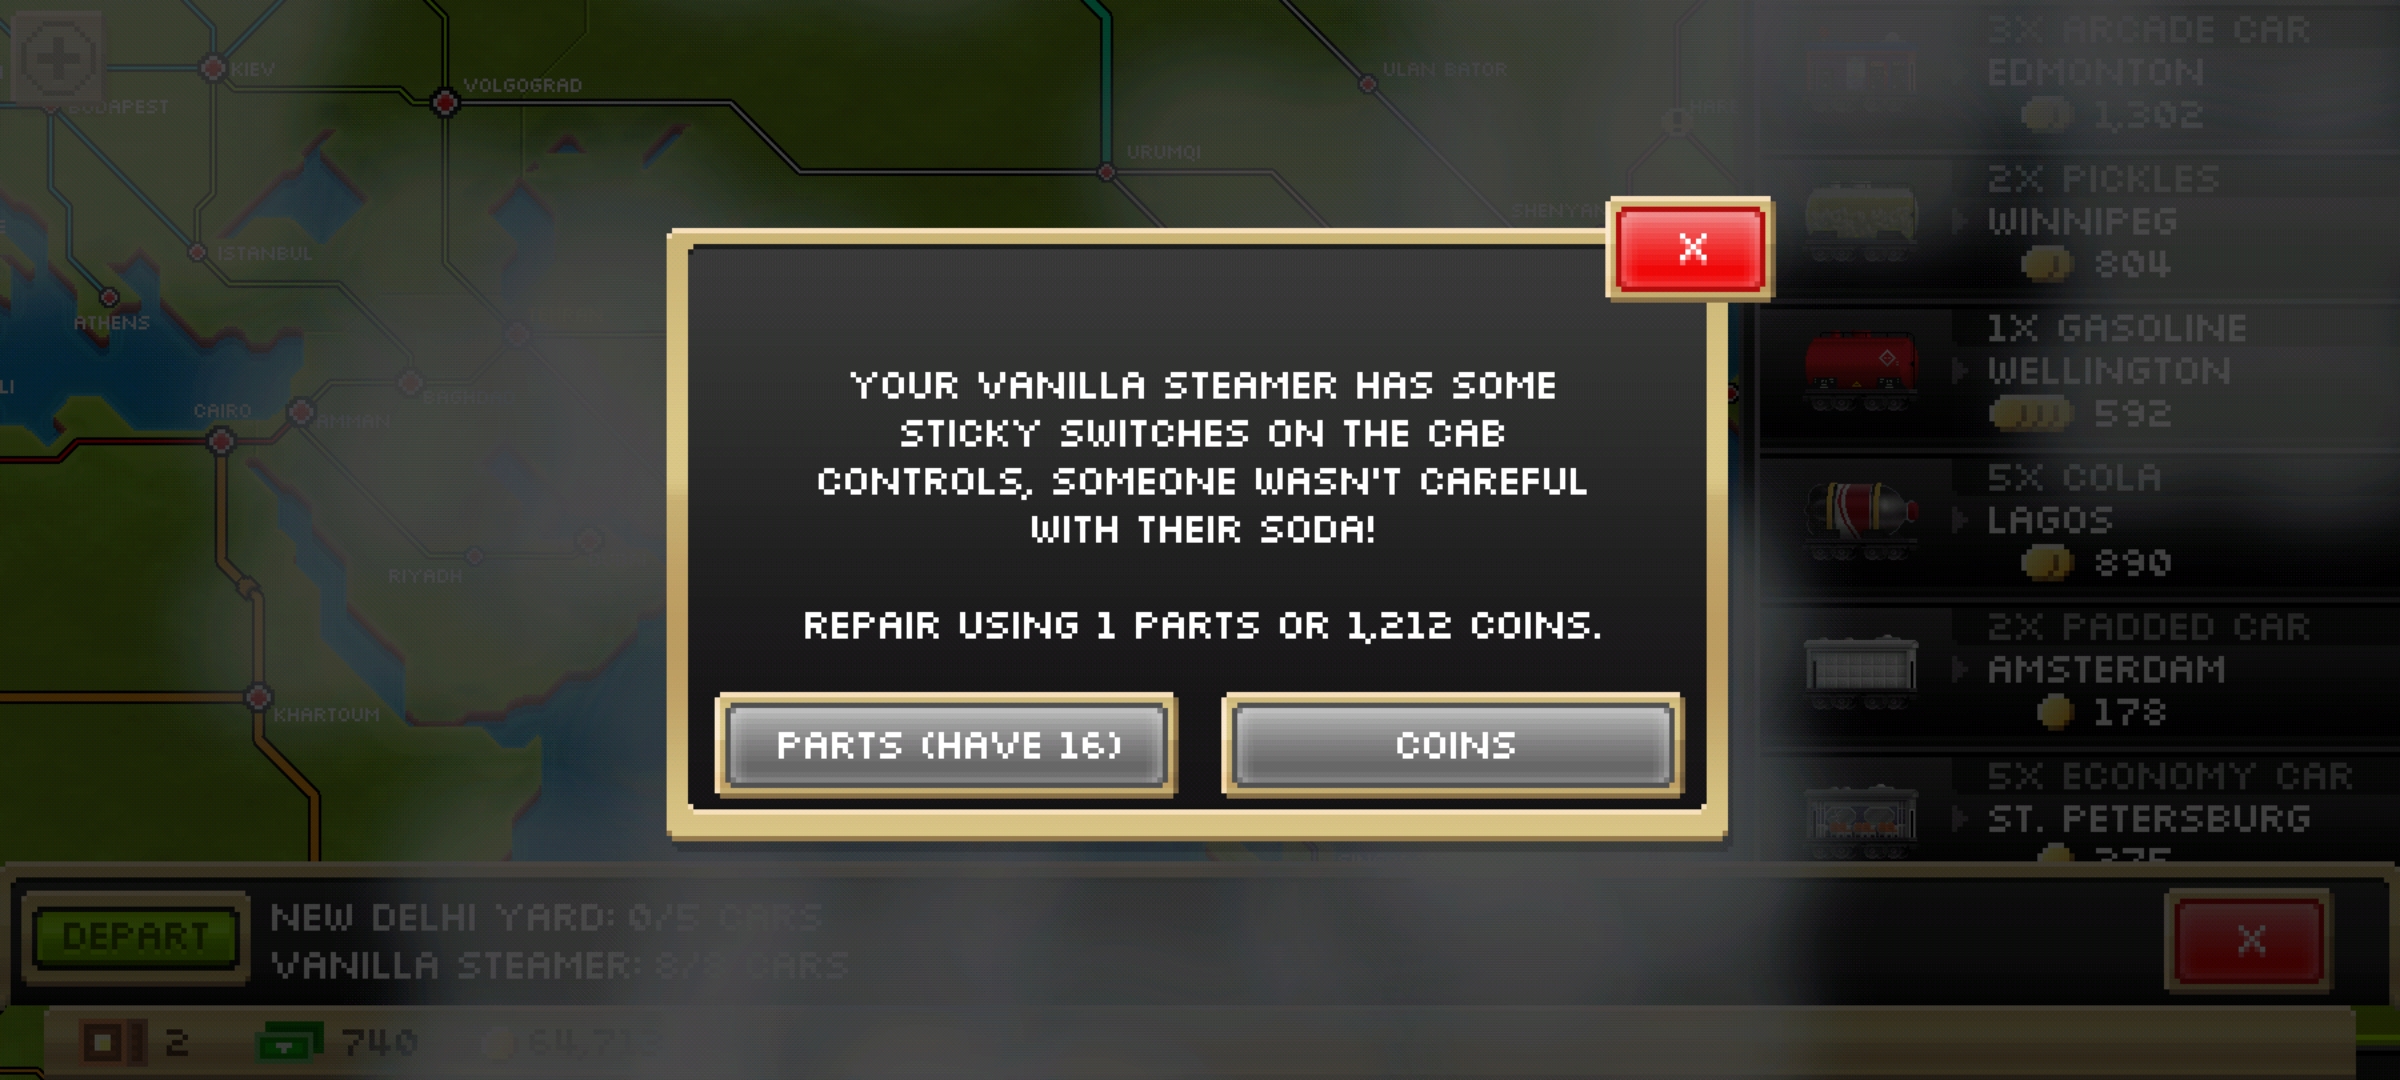 KIEV
BUDAPEST
VOLGOGRAD
ULAN BATOR
URUMQI
ISTANBUL
ATHENS
CAIRO
AMMAN
RIYADH
KHARTOUM
3X ARCADE CAR
EDMONTON
1,302
2X PICKLES
WINNIPEG
804
1X GASOLINE
WELLINGTON
592
5X COLA
LAGOS
890
2X PADDED CAR
AMSTERDAM
178
5X ECONOMY CAR
ST. PETERSBURG
X
YOUR VANILLA STEAMER HAS SOME
STICKY SWITCHES ON THE CAB
CONTROLS, SOMEONE WASN'T CAREFUL
WITH THEIR SODA!
REPAIR USING 1 PARTS OR 1,212 COINS.
PARTS (HAVE 16)
COINS
DEPART
NEW DELHI YARD: 0/5 CARS
VANILLA STEAMER: 8/8 CARS
X
2
740